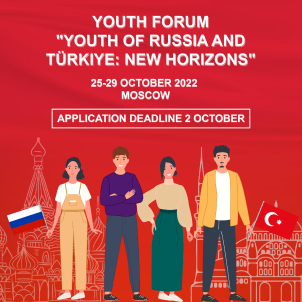 YOUTH FORUM
"YOUTH OF RUSSIA AND
TÜRKIYE: NEW HORIZONS"
25-29 OCTOBER 2022
MOSCOW
APPLICATION DEADLINE 2 OCTOBER